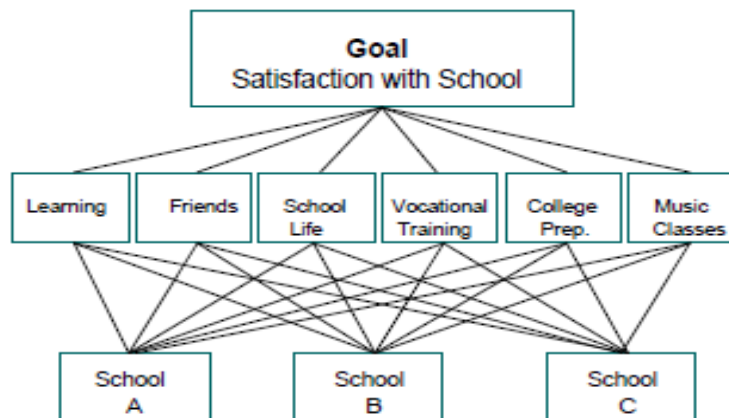 Goal
Satisfaction with School
Learning
Friends
School
Life
Vocational
Training
College
Prep.
Music
Classes
School
A
School
B
School
C